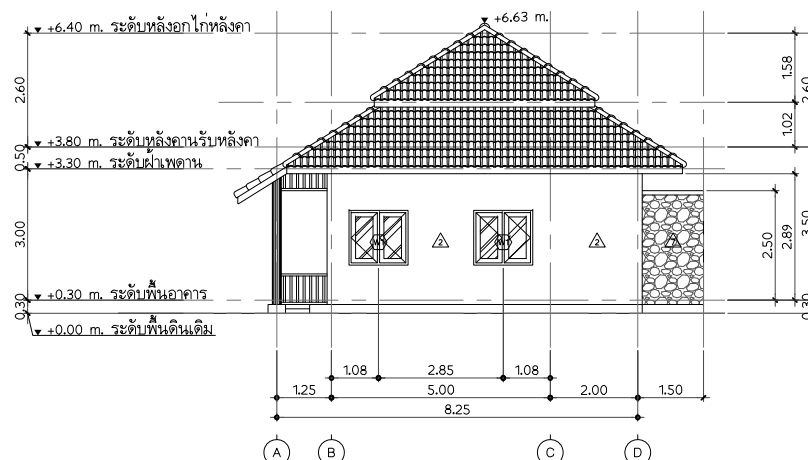 +6.63 m.
+6.40 m. ระดับหลังอกไก่หลังคา
1.58
2.60
2.60
1.02
+3.80 m. ระดับหลังคานรับหลังคา
0.50
+3.30 m. ระดับฝ้าเพดาน
3.00
W1
2
W1
2
7
2.50
2.89
3.50
+0.30 m. ระดับพื้นอาคาร
0.30
0.30
+0.00 m. ระดับพื้นดินเดิม
1.08
2.85
1.08
1.25
5.00
2.00
1.50
8.25
A
B
C
D